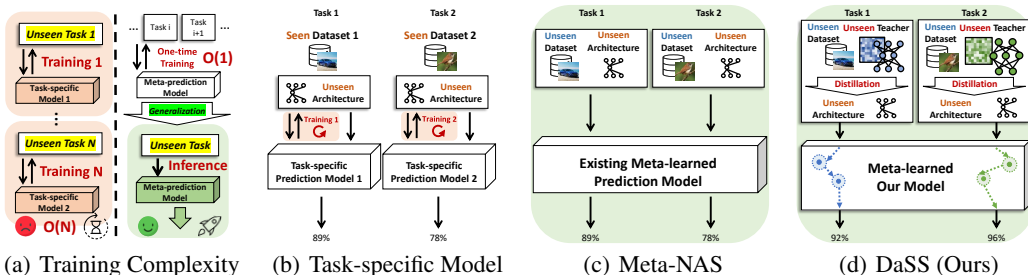 Unseen Task 1
Training 1
Task-specific
Model 1
...
Unseen Task N
Training N
Task-specific
Model 2
O(N)
...
Task i
Task
i+1
...
One-time
Training
O(1)
Meta-prediction
Model
Generalization
Unseen Task
Inference
Meta-prediction
Model
(a) Training Complexity
Task 1
Task 2
Seen Dataset 1
Seen Dataset 2
Unseen
Architecture
Unseen
Architecture
Training 1
Training 2
Task-specific
Prediction Model 1
Task-specific
Prediction Model 2
89%
78%
(b) Task-specific Model
Task 1
Task 2
Unseen
Dataset
Unseen
Architecture
Unseen
Dataset
Unseen
Architecture
Existing Meta-learned
Prediction Model
89%
78%
(c) Meta-NAS
Task 1
Task 2
Unseen
Dataset
Unseen Teacher
Distillation
Unseen
Architecture
Unseen
Dataset
Unseen Teacher
Distillation
Unseen
Architecture
Meta-learned
Our Model
92%
96%
(d) DaSS (Ours)